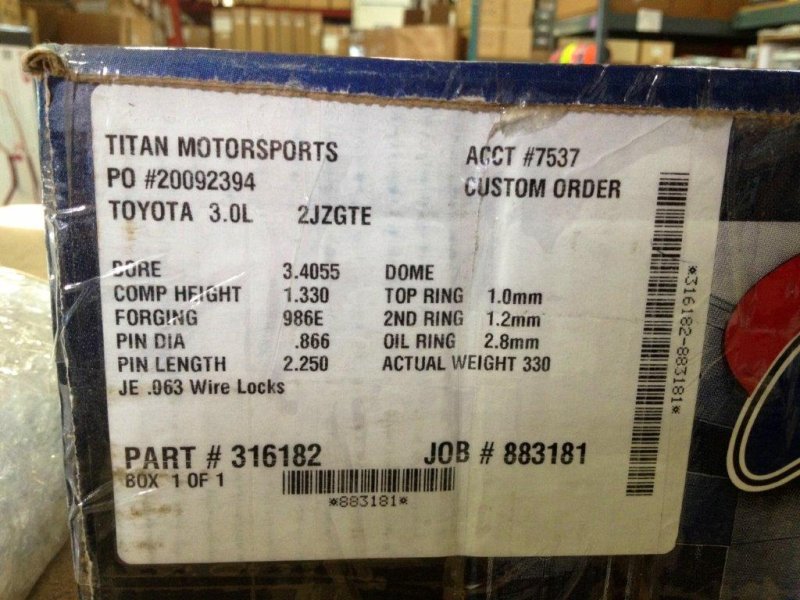 TITAN MOTORSPORTS ACCT #7537
PO #20092394 CUSTOM ORDER
TOYOTA 3.0L 2JZGTE
BORE 3.4055 DOME
COMP HEIGHT 1.330 TOP RING 1.0mm
FORGING 986E 2ND RING 1.2mm
PIN DIA .866 OIL RING 2.8mm
PIN LENGTH 2.250 ACTUAL WEIGHT 330
JE .063 Wire Locks
PART # 316182 JOB # 883181
BOX 1 OF 1
*883181*
*316182-883181*